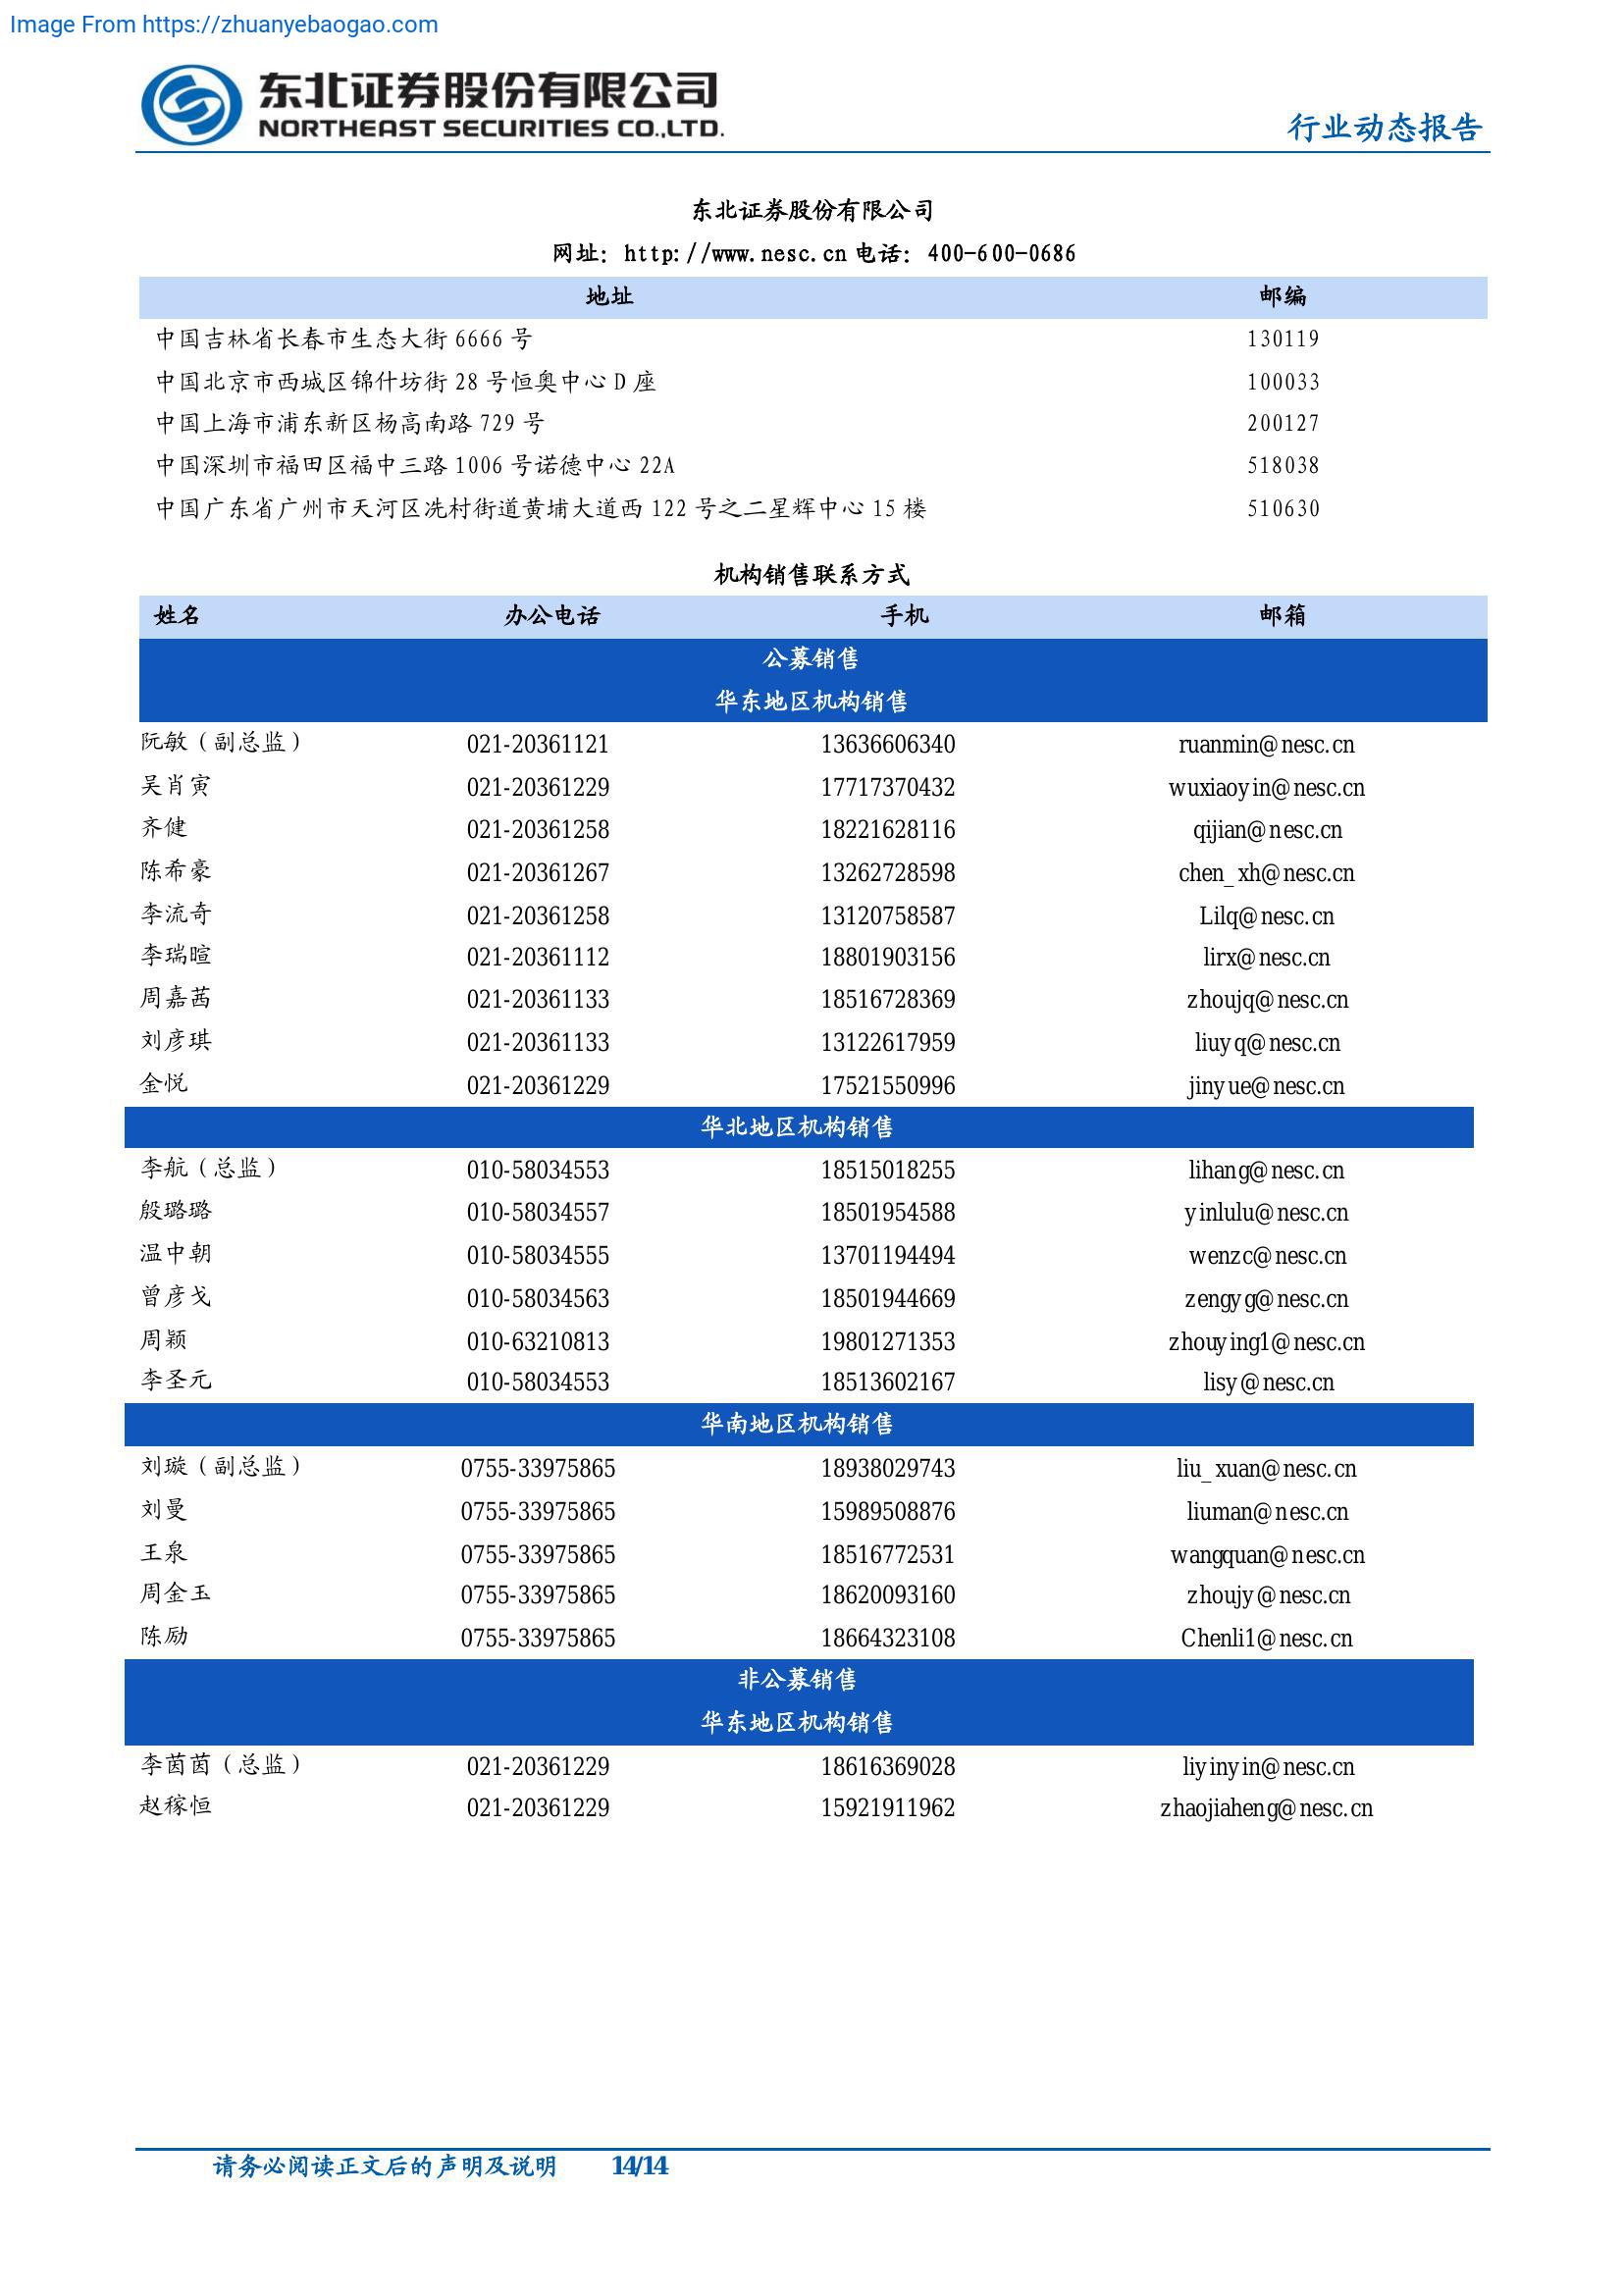 Image From https://zhuanyebaogao.com
东北证券股份有限公司
NORTHEAST SECURITIES CO.,LTD.
行业动态报告
东北证券股份有限公司
网址：http://www.nesc.cn 电话：400-600-0686
地址 邮编
中国吉林省长春市生态大街 6666 号 130119
中国北京市西城区锦什坊街 28 号恒奥中心 D 座 100033
中国上海市浦东新区杨高南路 729 号 200127
中国深圳市福田区福中三路 1006 号诺德中心 22A 518038
中国广东省广州市天河区冼村街道黄埔大道西 122 号之二星辉中心 15 楼 510630
机构销售联系方式
姓名 办公电话 手机 邮箱
公募销售
华东地区机构销售
阮敏（副总监） 021-20361121 13636606340 ruanmin@nesc.cn
吴肖寅 021-20361229 17717370432 wuxiaoyin@nesc.cn
齐健 021-20361258 18221628116 qijian@nesc.cn
陈希豪 021-20361267 13262728598 chen_xh@nesc.cn
李流奇 021-20361258 13120758587 Lilq@nesc.cn
李瑞暄 021-20361112 18801903156 lirx@nesc.cn
周嘉茜 021-20361133 18516728369 zhoujq@nesc.cn
刘彦琪 021-20361133 13122617959 liuyq@nesc.cn
金悦 021-20361229 17521550996 jinyue@nesc.cn
华北地区机构销售
李航（总监） 010-58034553 18515018255 lihang@nesc.cn
殷璐璐 010-58034557 18501954588 yinlulu@nesc.cn
温中朝 010-58034555 13701194494 wenzc@nesc.cn
曾彦戈 010-58034563 18501944669 zengyg@nesc.cn
周颖 010-63210813 19801271353 zhouying1@nesc.cn
李圣元 010-58034553 18513602167 lisy@nesc.cn
华南地区机构销售
刘璇（副总监） 0755-33975865 18938029743 liu_xuan@nesc.cn
刘曼 0755-33975865 15989508876 liuman@nesc.cn
王泉 0755-33975865 18516772531 wangquan@nesc.cn
周金玉 0755-33975865 18620093160 zhoujy@nesc.cn
陈励 0755-33975865 18664323108 Chenli1@nesc.cn
非公募销售
华东地区机构销售
李茵茵（总监） 021-20361229 18616369028 liyinyin@nesc.cn
赵稼恒 021-20361229 15921911962 zhaojiaheng@nesc.cn
请务必阅读正文后的声明及说明 14/14